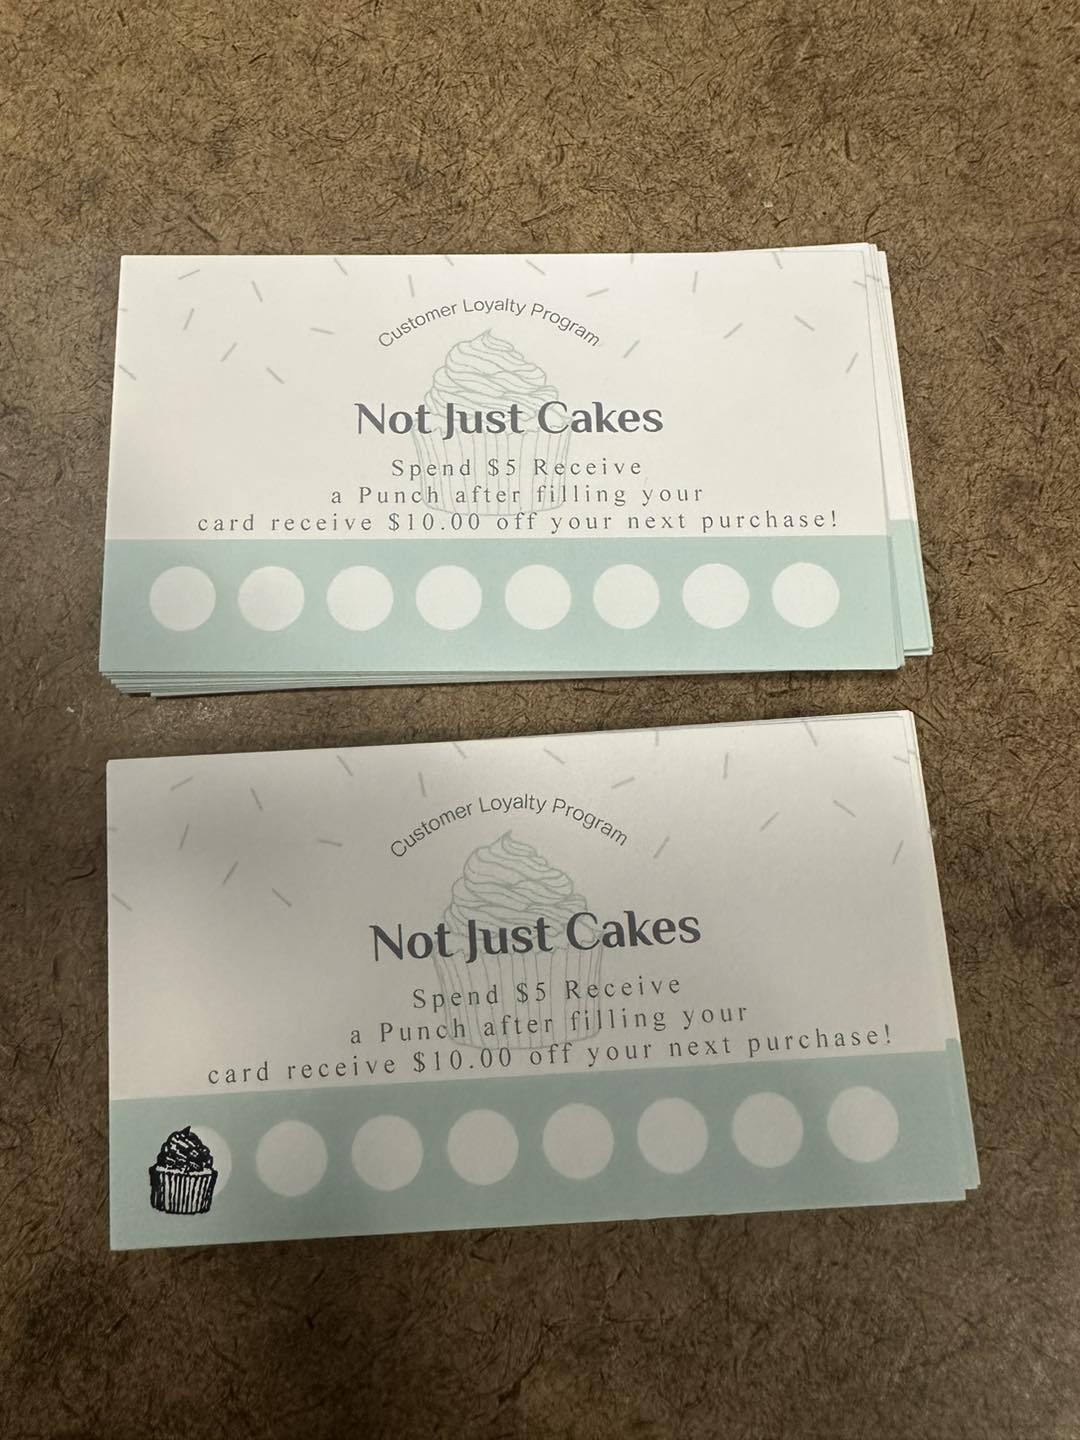 Customer Loyalty Program
Not Just Cakes
Spend $5 Receive
a Punch after filling your
card receive $10.00 off your next purchase!
Customer Loyalty Program
Not Just Cakes
Spend $5 Receive
a Punch after filling your
card receive $10.00 off your next purchase!